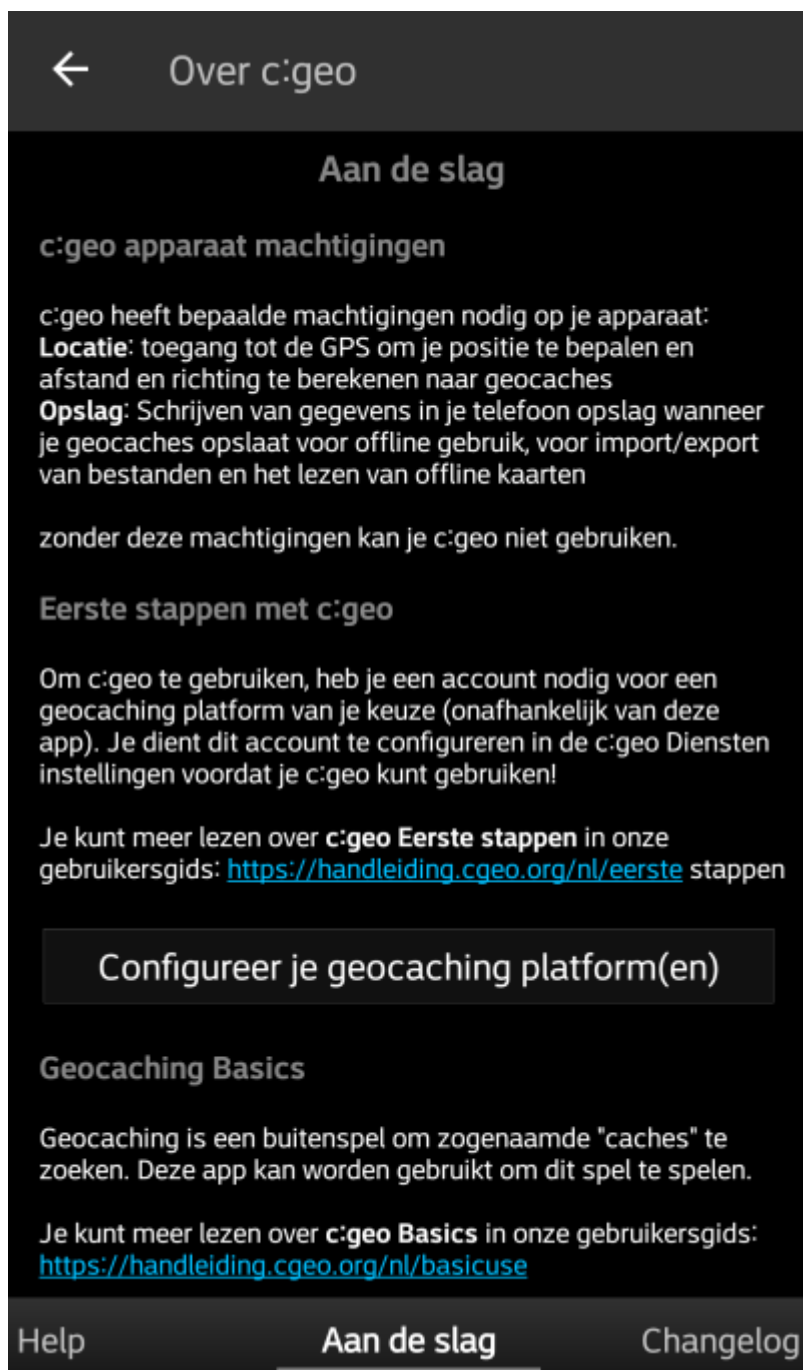 Over c:geo
Aan de slag
c:geo apparaat machtigingen
c:geo heeft bepaalde machtigingen nodig op je apparaat:
Locatie: toegang tot de GPS om je positie te bepalen en
afstand en richting te berekenen naar geocaches
Opslag: Schrijven van gegevens in je telefoon opslag wanneer
je geocaches opslaat voor offline gebruik, voor import/export
van bestanden en het lezen van offline kaarten
zonder deze machtigingen kan je c:geo niet gebruiken.
Eerste stappen met c:geo
Om c:geo te gebruiken, heb je een account nodig voor een
geocaching platform van je keuze (onafhankelijk van deze
app). Je dient dit account te configureren in de c:geo Diensten
instellingen voordat je c:geo kunt gebruiken!
Je kunt meer lezen over c:geo Eerste stappen in onze
gebruikersgids: https://handleiding.cgeo.org/nl/eerste stappen
Configureer je geocaching platform(en)
Geocaching Basics
Geocaching is een buitenspel om zogenaamde "caches" te
zoeken. Deze app kan worden gebruikt om dit spel te spelen.
Je kunt meer lezen over c:geo Basics in onze gebruikersgids:
https://handleiding.cgeo.org/nl/basicuse
Help Aan de slag Changelog